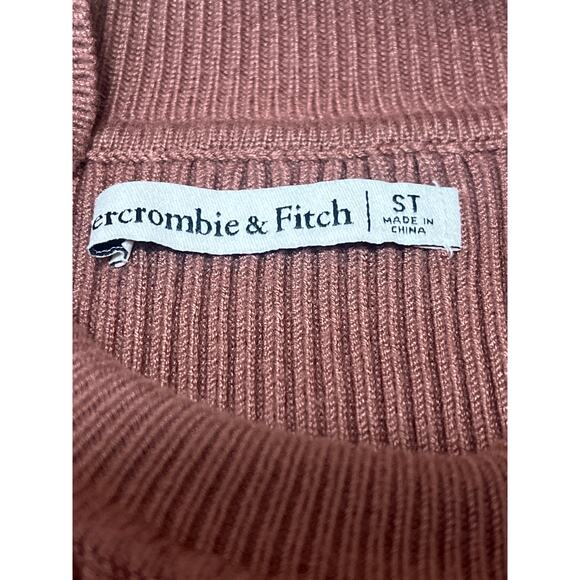 ercrombie & Fitch
ST
MADE IN
CHINA